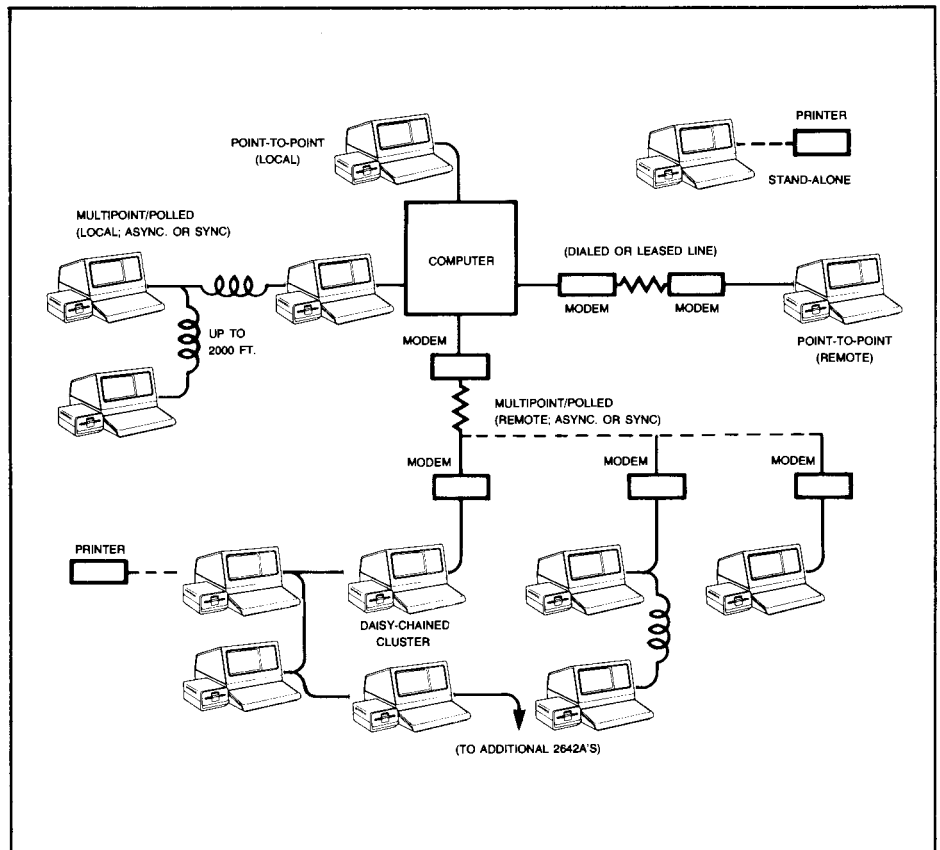 PRINTER
POINT-TO-POINT
(LOCAL)
STAND-ALONE
MULTIPOINT/POLLED
(LOCAL; ASYNC. OR SYNC)
COMPUTER
(DIALED OR LEASED LINE)
MODEM
MODEM
UP TO
2000 FT.
MODEM
POINT-TO-POINT
(REMOTE)
MULTIPOINT/POLLED
(REMOTE; ASYNC. OR SYNC)
MODEM
MODEM
MODEM
PRINTER
DAISY-CHAINED
CLUSTER
(TO ADDITIONAL 2642A'S)